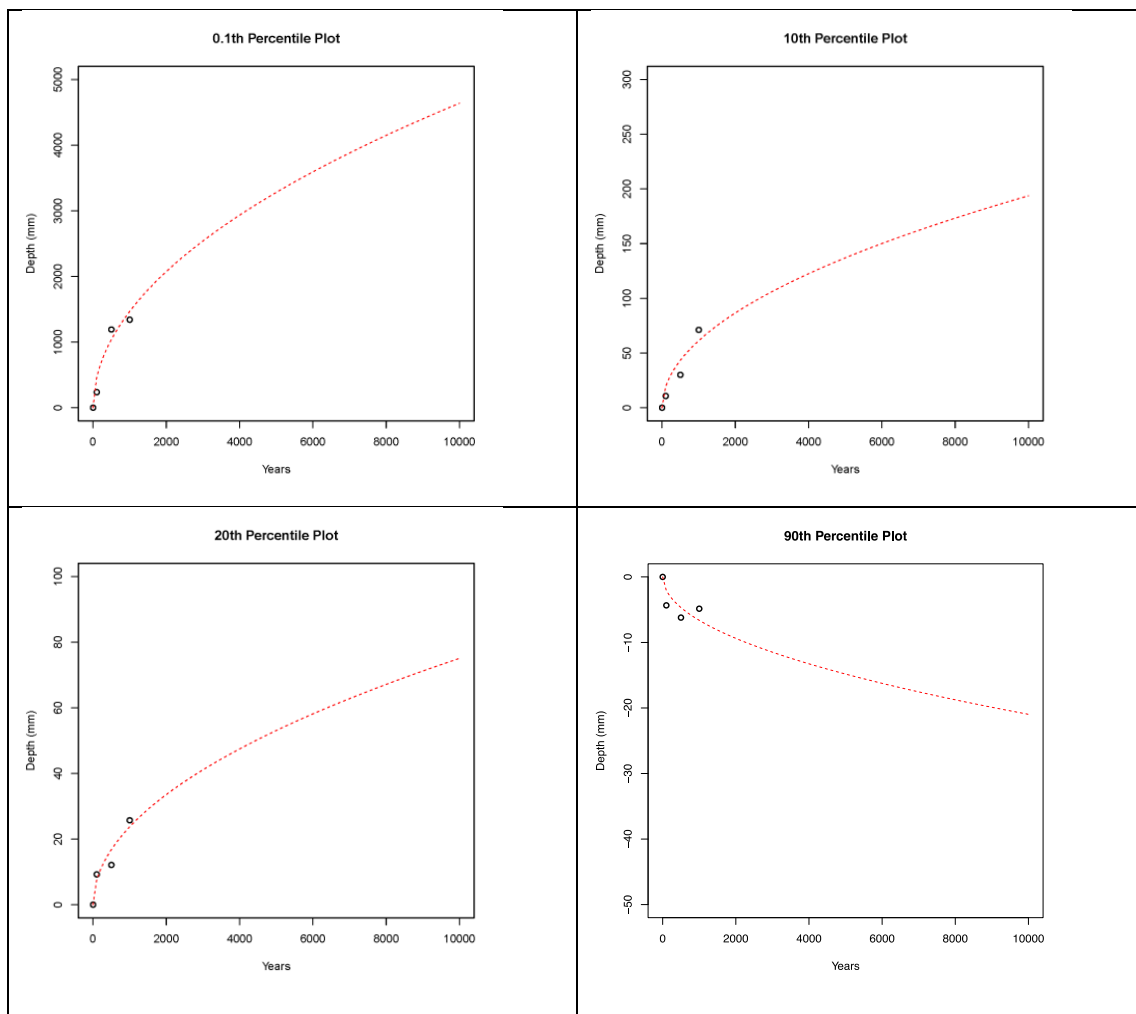 0.1th Percentile Plot
Depth (mm)
5000
4000
3000
2000
1000
0
0 2000 4000 6000 8000 10000
Years
10th Percentile Plot
Depth (mm)
300
250
200
150
100
50
0
0 2000 4000 6000 8000 10000
Years
20th Percentile Plot
Depth (mm)
100
80
60
40
20
0
0 2000 4000 6000 8000 10000
Years
90th Percentile Plot
Depth (mm)
0
−10
−20
−30
−40
−50
0 2000 4000 6000 8000 10000
Years